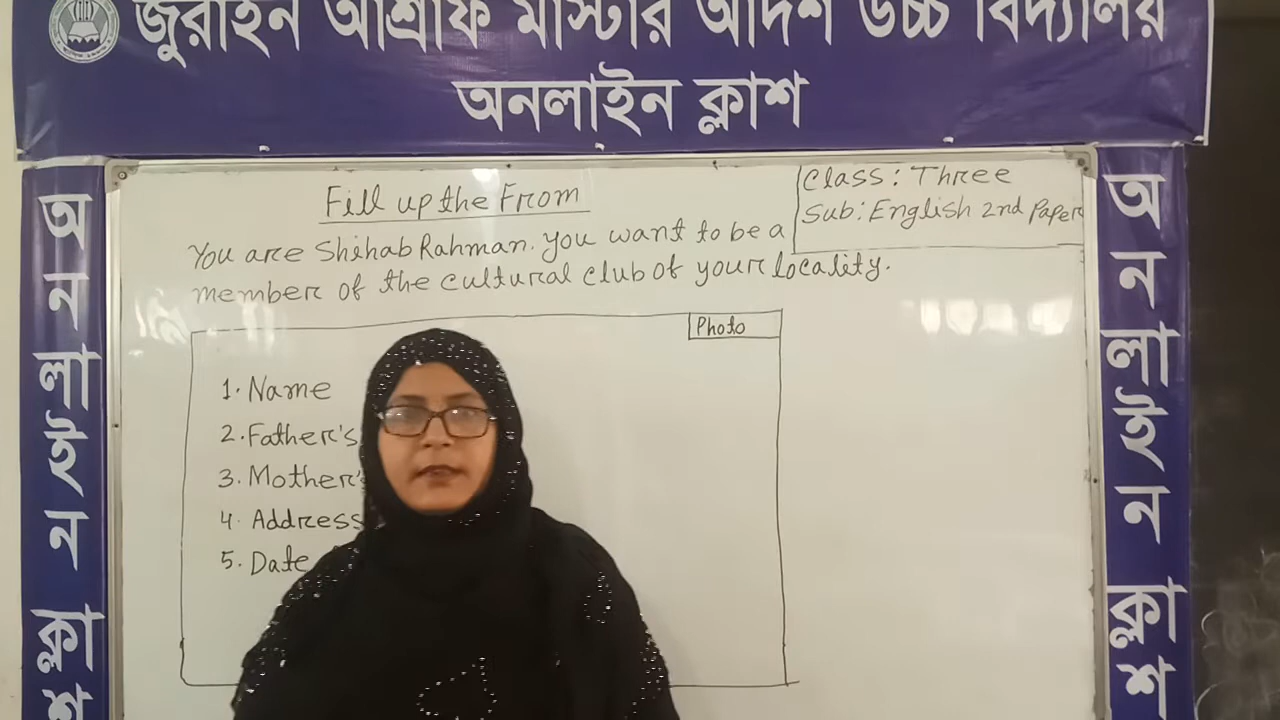 জুরাইন আশ্রাফ মাস্টার আদর্শ উচ্চ বিদ্যালয়
অনলাইন ক্লাশ
অনলাইন ক্লাশ
Fill up the From
Class: Three
Sub: English 2nd Paper
You are Shihab Rahman. You want to be a
member of the cultural club of your locality.
Photo
1. Name
2. Father's
3. Mother's
4. Address
5. Date
অনলাইন ক্লাশ